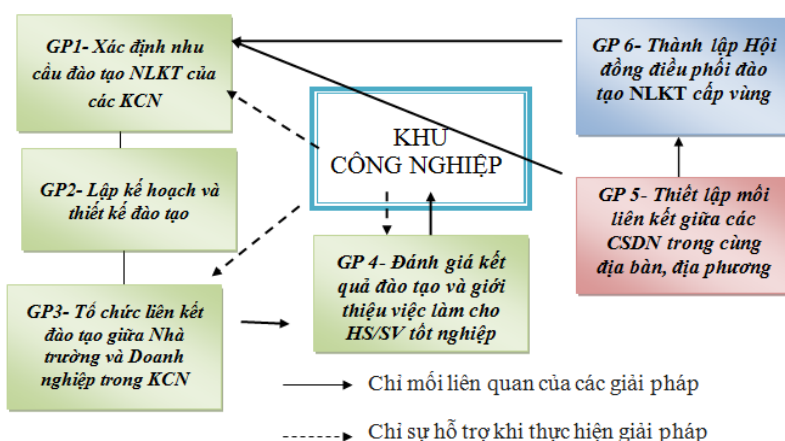 GP1- Xác định nhu
cầu đào tạo NLKT của
các KCN
GP 6- Thành lập Hội
đồng điều phối đào
tạo NLKT cấp vùng
KHU
CÔNG NGHIỆP
GP2- Lập kế hoạch và
thiết kế đào tạo
GP 5- Thiết lập mối
liên kết giữa các
CSDN trong cùng
địa bàn, địa phương
GP3- Tổ chức liên kết
đào tạo giữa Nhà
trường và Doanh
nghiệp trong KCN
GP 4- Đánh giá kết
quả đào tạo và giới
thiệu việc làm cho
HS/SV tốt nghiệp
Chỉ mối liên quan của các giải pháp
Chỉ sự hỗ trợ khi thực hiện giải pháp